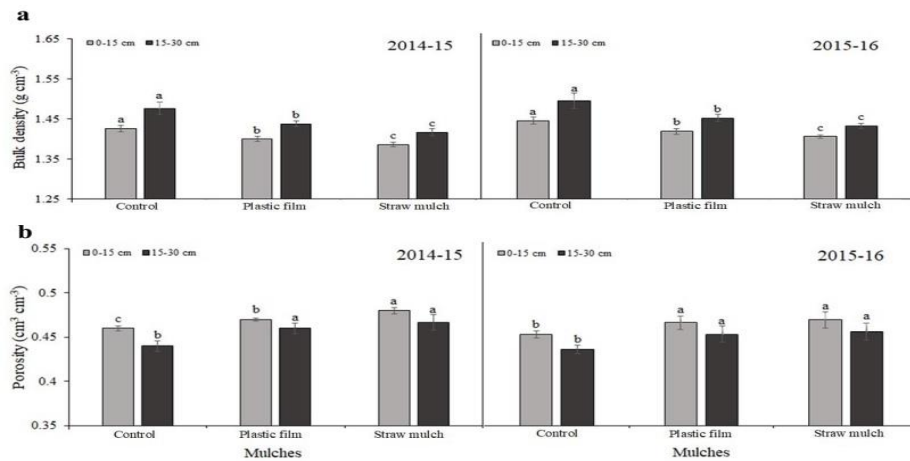 a
1.65
1.55
1.45
1.35
1.25
Bulk density (g cm⁻³)
0-15 cm 15-30 cm 2014-15
a a b b c c
Control Plastic film Straw mulch
0-15 cm 15-30 cm 2015-16
a a b b c c
Control Plastic film Straw mulch
b
0.55
0.5
0.45
0.4
0.35
Porosity (cm³ cm⁻³)
0-15 cm 15-30 cm 2014-15
c b b a a a
Control Plastic film Straw mulch
Mulches
0-15 cm 15-30 cm 2015-16
b b a a a a
Control Plastic film Straw mulch
Mulches